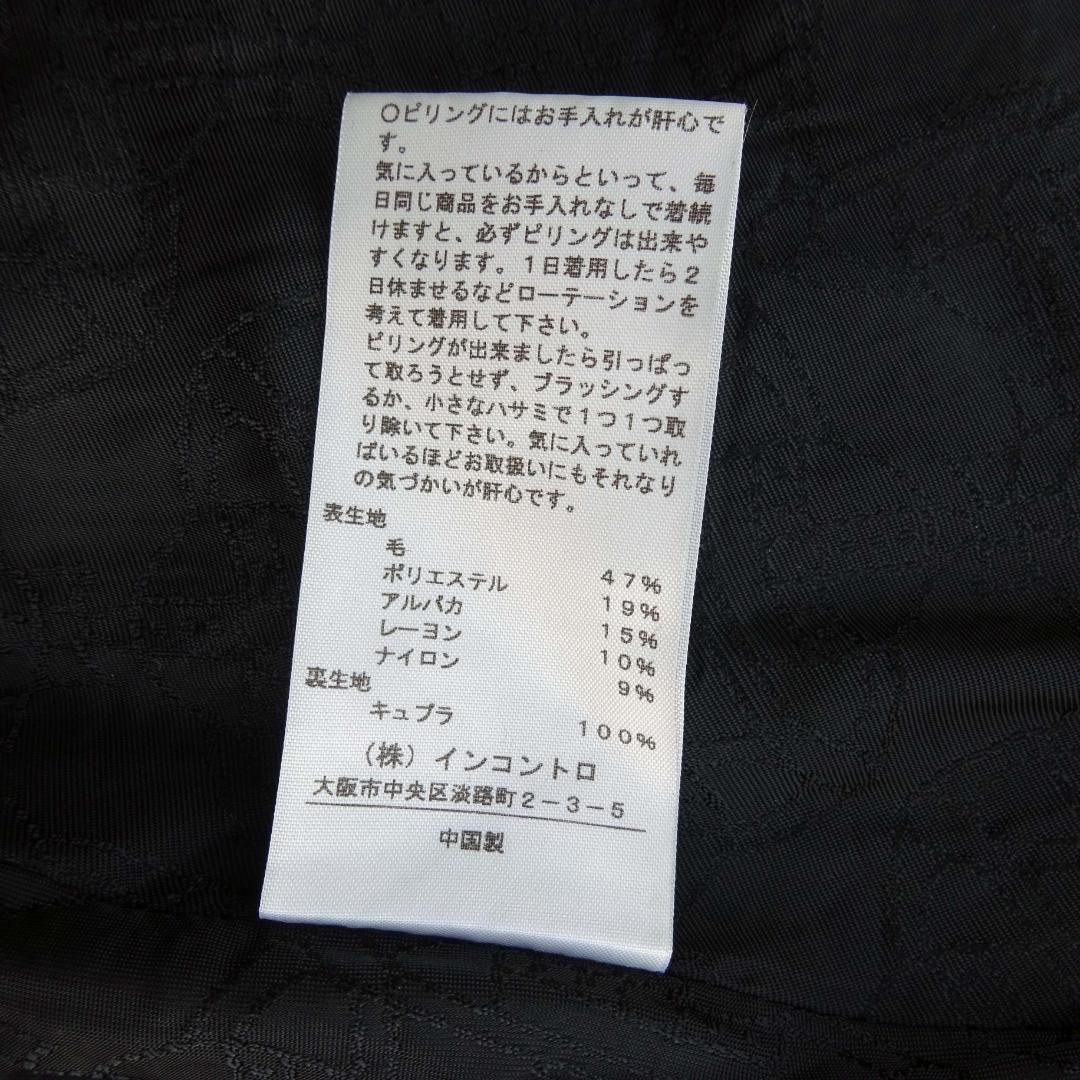 〇ピリングにはお手入れが肝心で
す。
気に入っているからといって、毎
日同じ商品をお手入れなしで着続
けますと、必ずピリングは出来や
すくなります。１日着用したら２
日休ませるなどローテーションを
考えて着用して下さい。
ピリングが出来ましたら引っぱっ
て取ろうとせず、ブラッシングす
るか、小さなハサミで１つ１つ取
り除いて下さい。気に入っていれ
ばいるほどお取扱いにもそれなり
の気づかいが肝心です。
表生地
毛 ４７％
ポリエステル １９％
アルパカ １５％
レーヨン １０％
ナイロン ９％
裏生地
キュプラ １００％
（株）インコントロ
大阪市中央区淡路町２－３－５
中国製